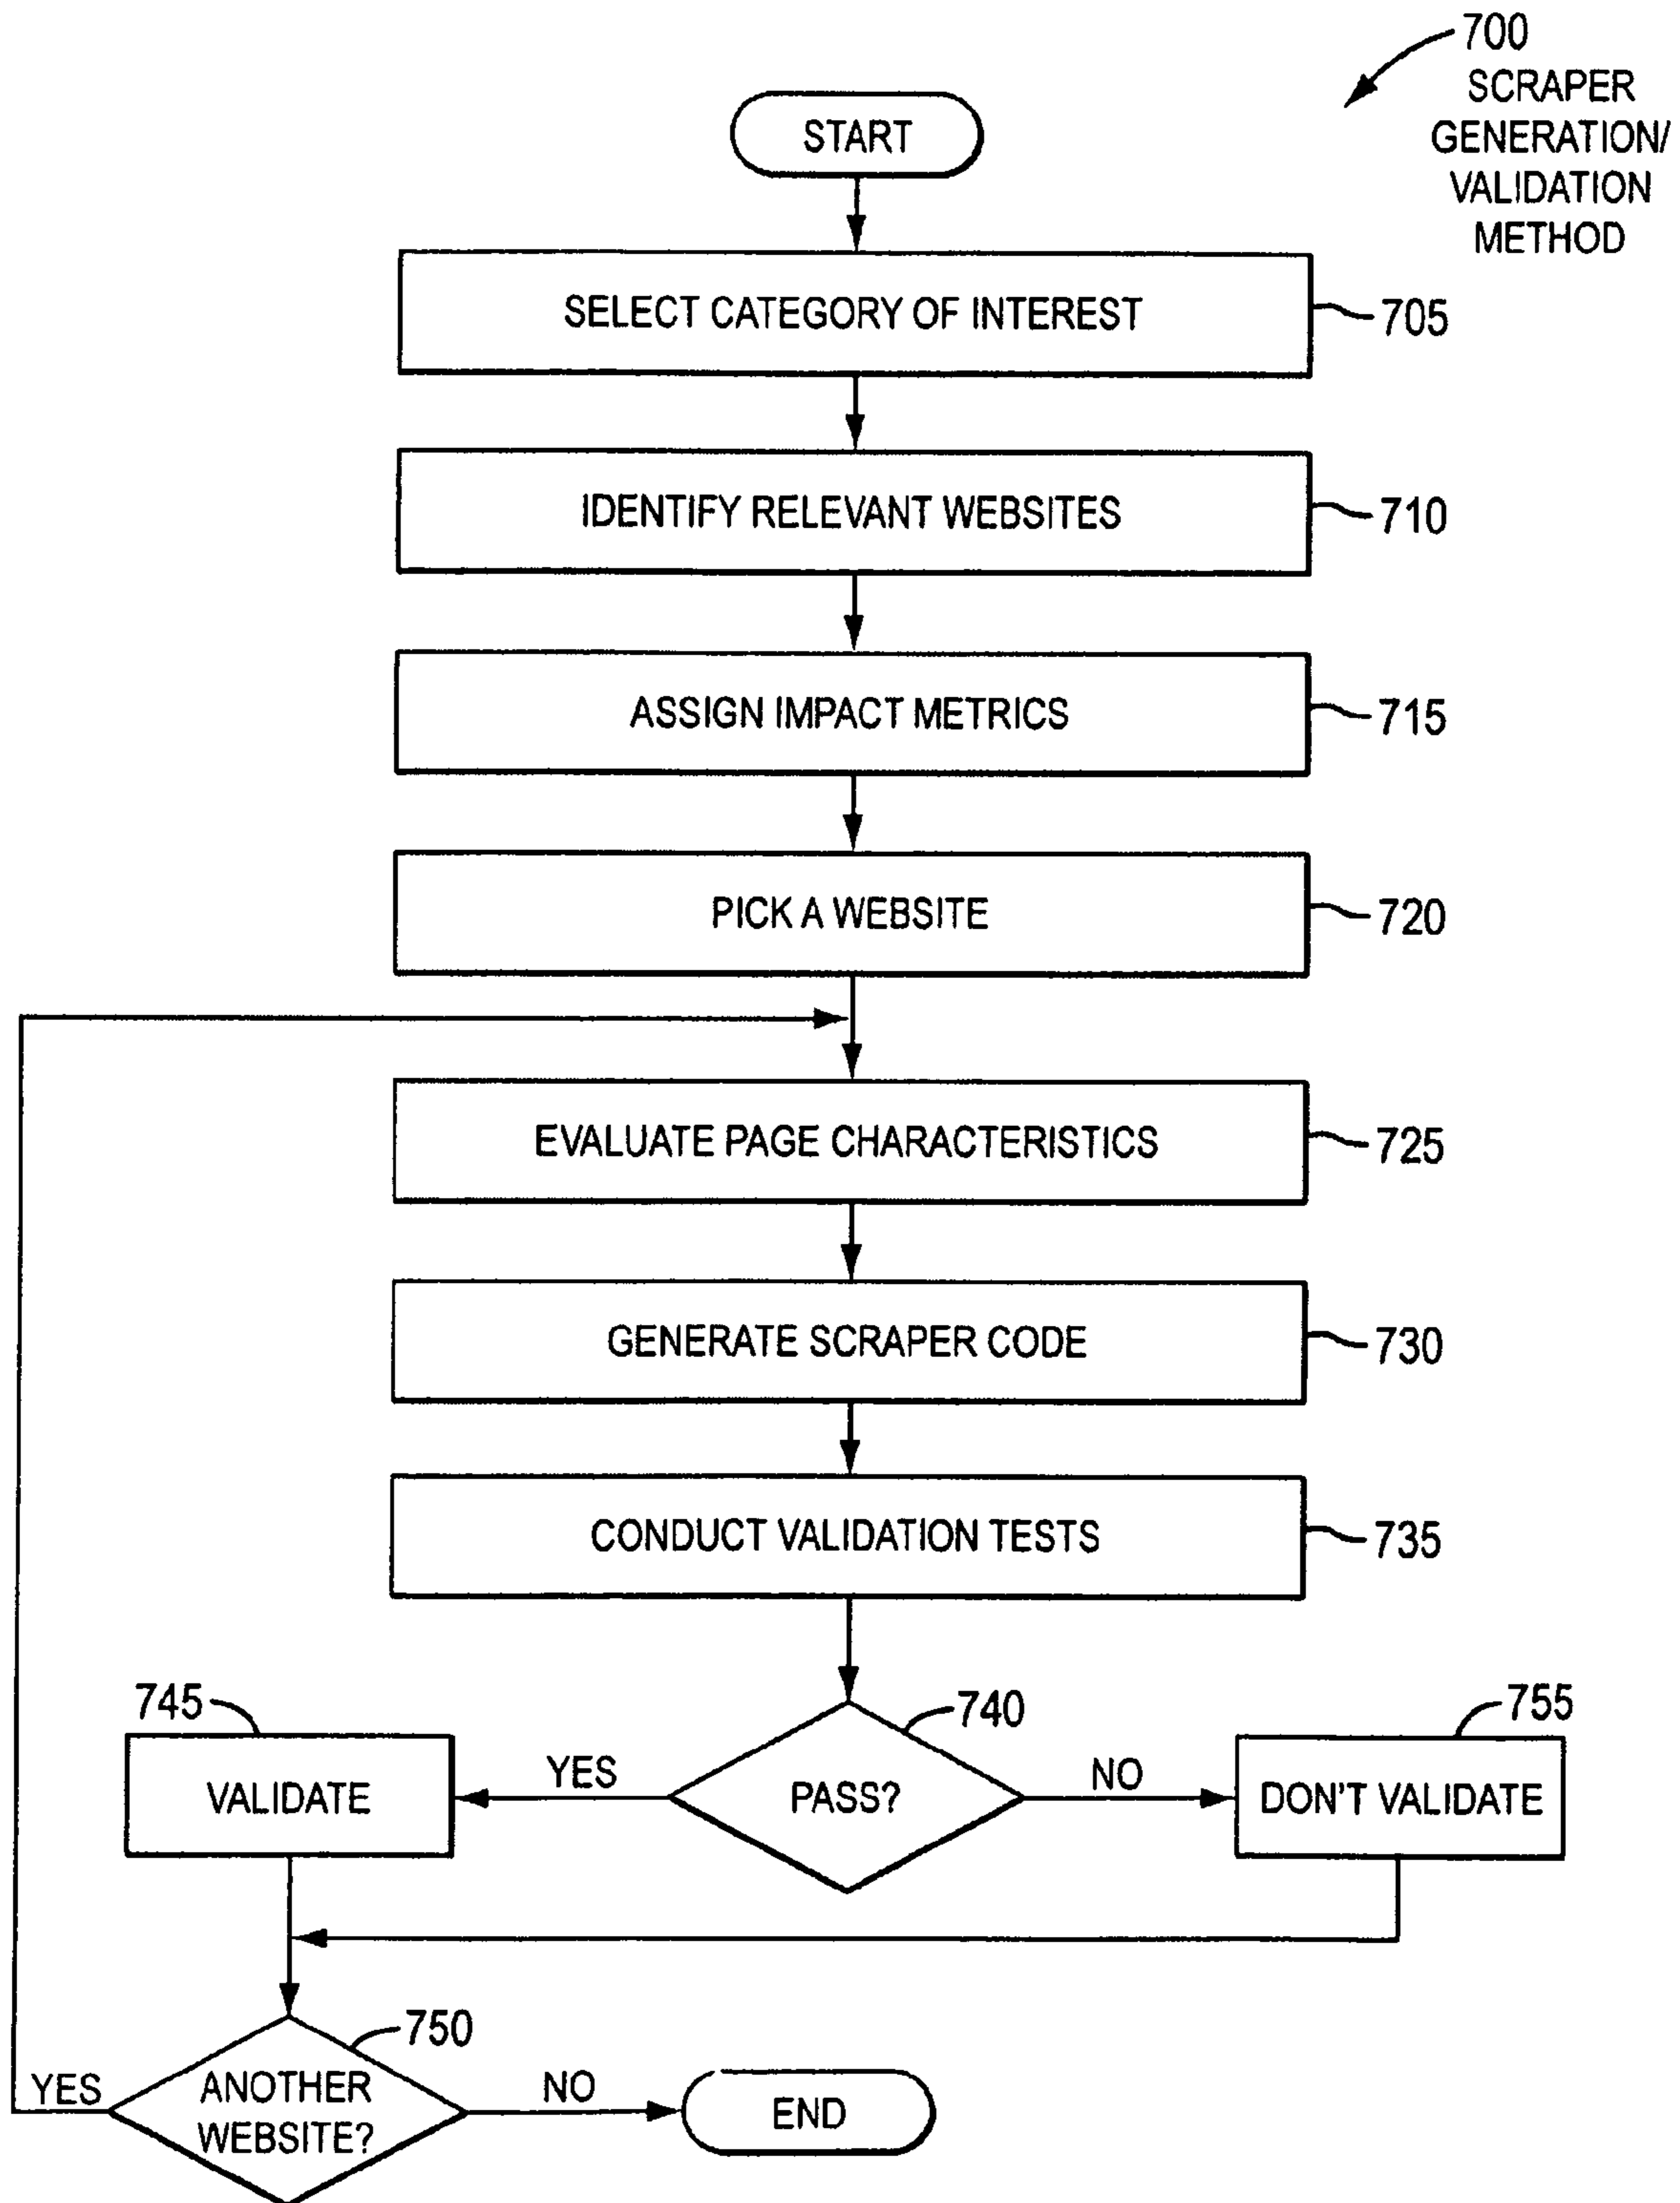 700
SCRAPER
GENERATION/
VALIDATION
METHOD
START
SELECT CATEGORY OF INTEREST
705
IDENTIFY RELEVANT WEBSITES
710
ASSIGN IMPACT METRICS
715
PICK A WEBSITE
720
EVALUATE PAGE CHARACTERISTICS
725
GENERATE SCRAPER CODE
730
CONDUCT VALIDATION TESTS
735
745
740
755
VALIDATE
YES
PASS?
NO
DON'T VALIDATE
750
YES
ANOTHER
WEBSITE?
NO
END